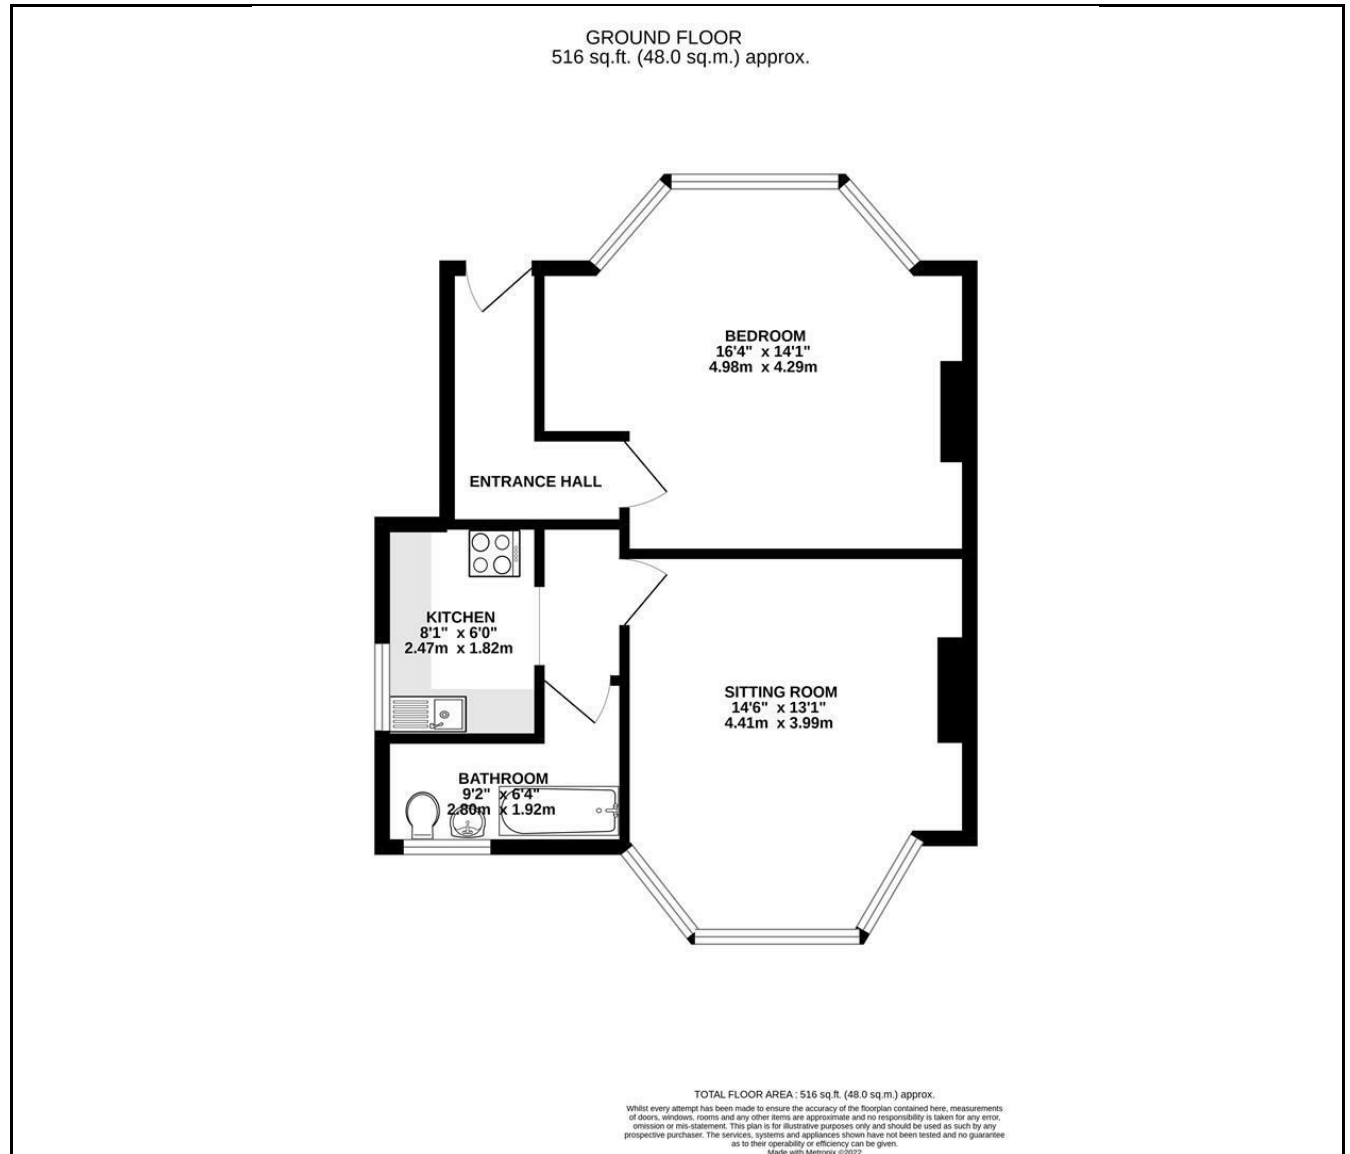 GROUND FLOOR
516 sq.ft. (48.0 sq.m.) approx.
BEDROOM
16'4" x 14'1"
4.98m x 4.29m
ENTRANCE HALL
KITCHEN
8'1" x 6'0"
2.47m x 1.82m
SITTING ROOM
14'6" x 13'1"
4.41m x 3.99m
BATHROOM
9'2" x 6'4"
2.80m x 1.92m
TOTAL FLOOR AREA : 516 sq.ft. (48.0 sq.m.) approx.
Whilst every attempt has been made to ensure the accuracy of the floorplan contained here, measurements
of doors, windows, rooms and any other items are approximate and no responsibility is taken for any error,
omission or mis-statement. This plan is for illustrative purposes only and should be used as such by any
prospective purchaser. The services, systems and appliances shown have not been tested and no guarantee
as to their operability or efficiency can be given.
Made with Metropix ©2022